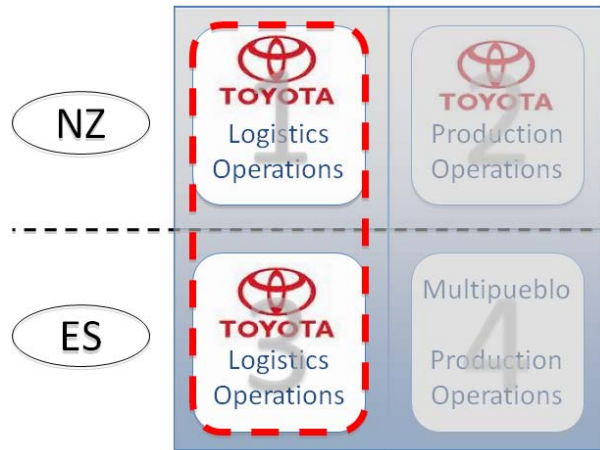 NZ
1
TOYOTA
Logistics
Operations
2
TOYOTA
Production
Operations
ES
3
TOYOTA
Logistics
Operations
4
Multipueblo
Production
Operations